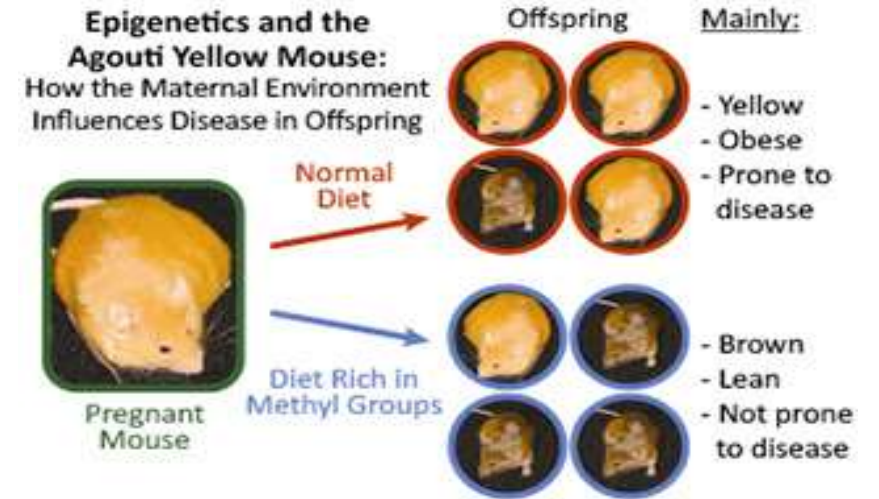 Epigenetics and the
Agouti Yellow Mouse:
How the Maternal Environment
Influences Disease in Offspring
Offspring
Mainly:
Normal
Diet
- Yellow
- Obese
- Prone to
disease
Pregnant
Mouse
Diet Rich in
Methyl Groups
- Brown
- Lean
- Not prone
to disease